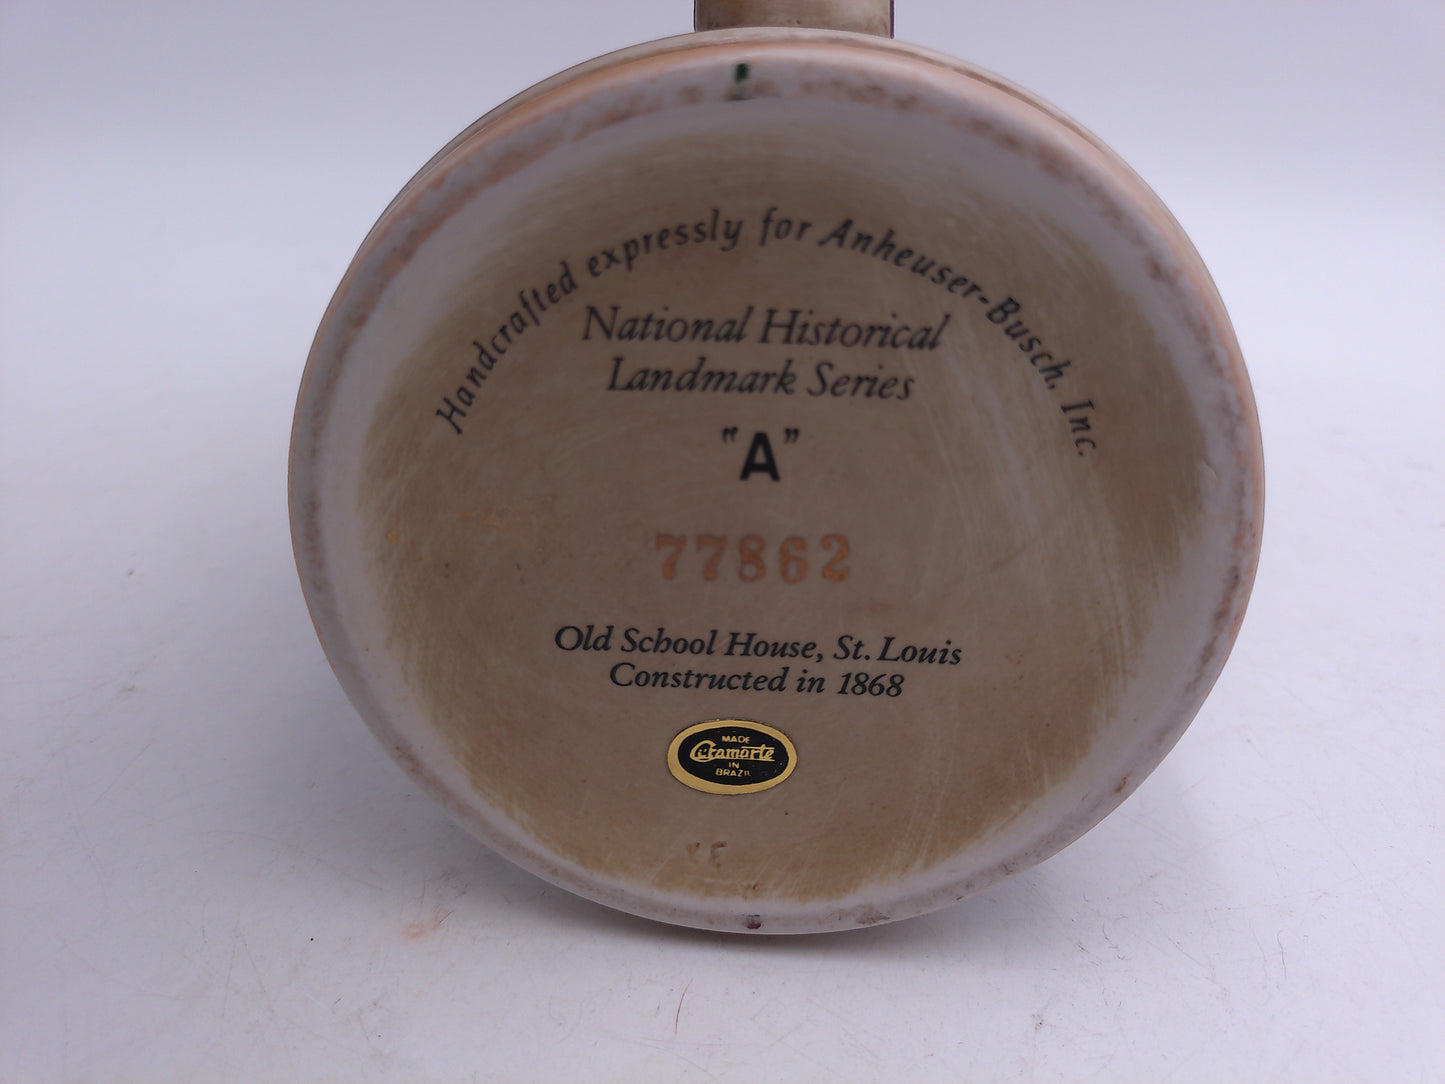 Handcrafted expressly for Anheuser-Busch, Inc.
National Historical
Landmark Series
"A"
77862
Old School House, St. Louis
Constructed in 1868
MADE
Ceramarte
IN
BRAZIL